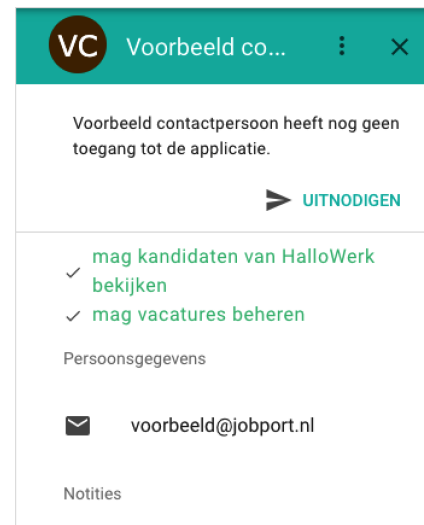 VC Voorbeeld co...
Voorbeeld contactpersoon heeft nog geen
toegang tot de applicatie.
UITNODIGEN
mag kandidaten van HalloWerk
bekijken
mag vacatures beheren
Persoonsgegevens
voorbeeld@jobport.nl
Notities